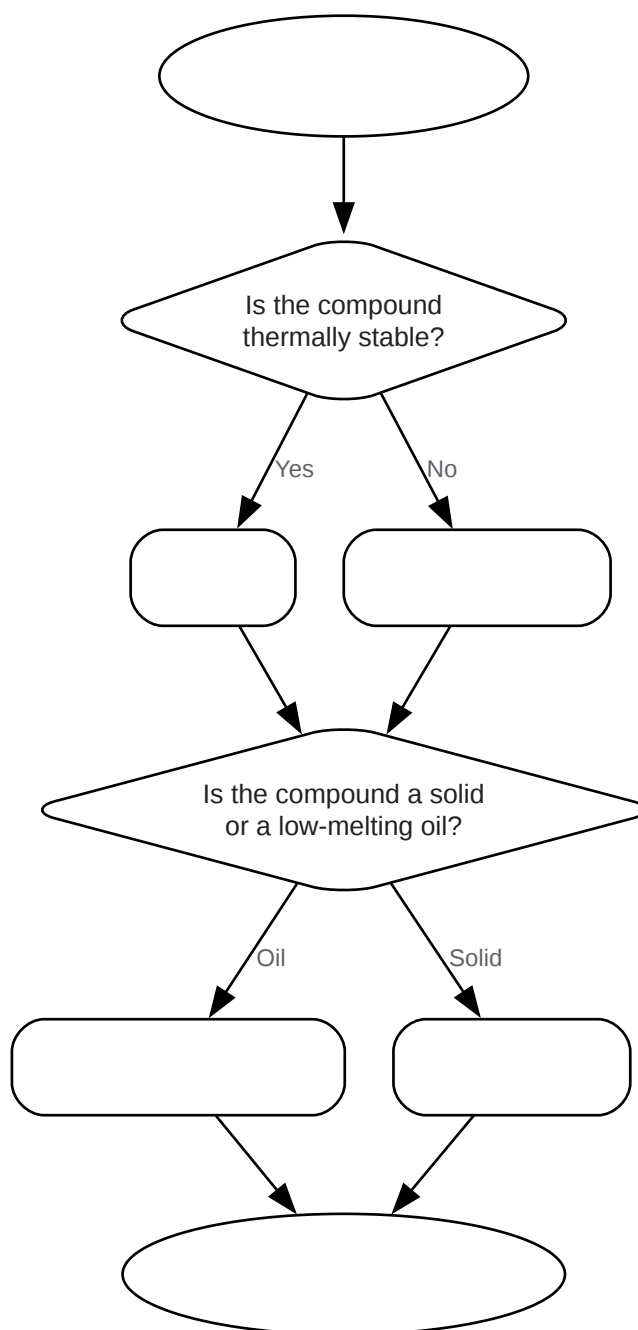 Is the compound
thermally stable?
Yes
No
Is the compound a solid
or a low-melting oil?
Oil
Solid